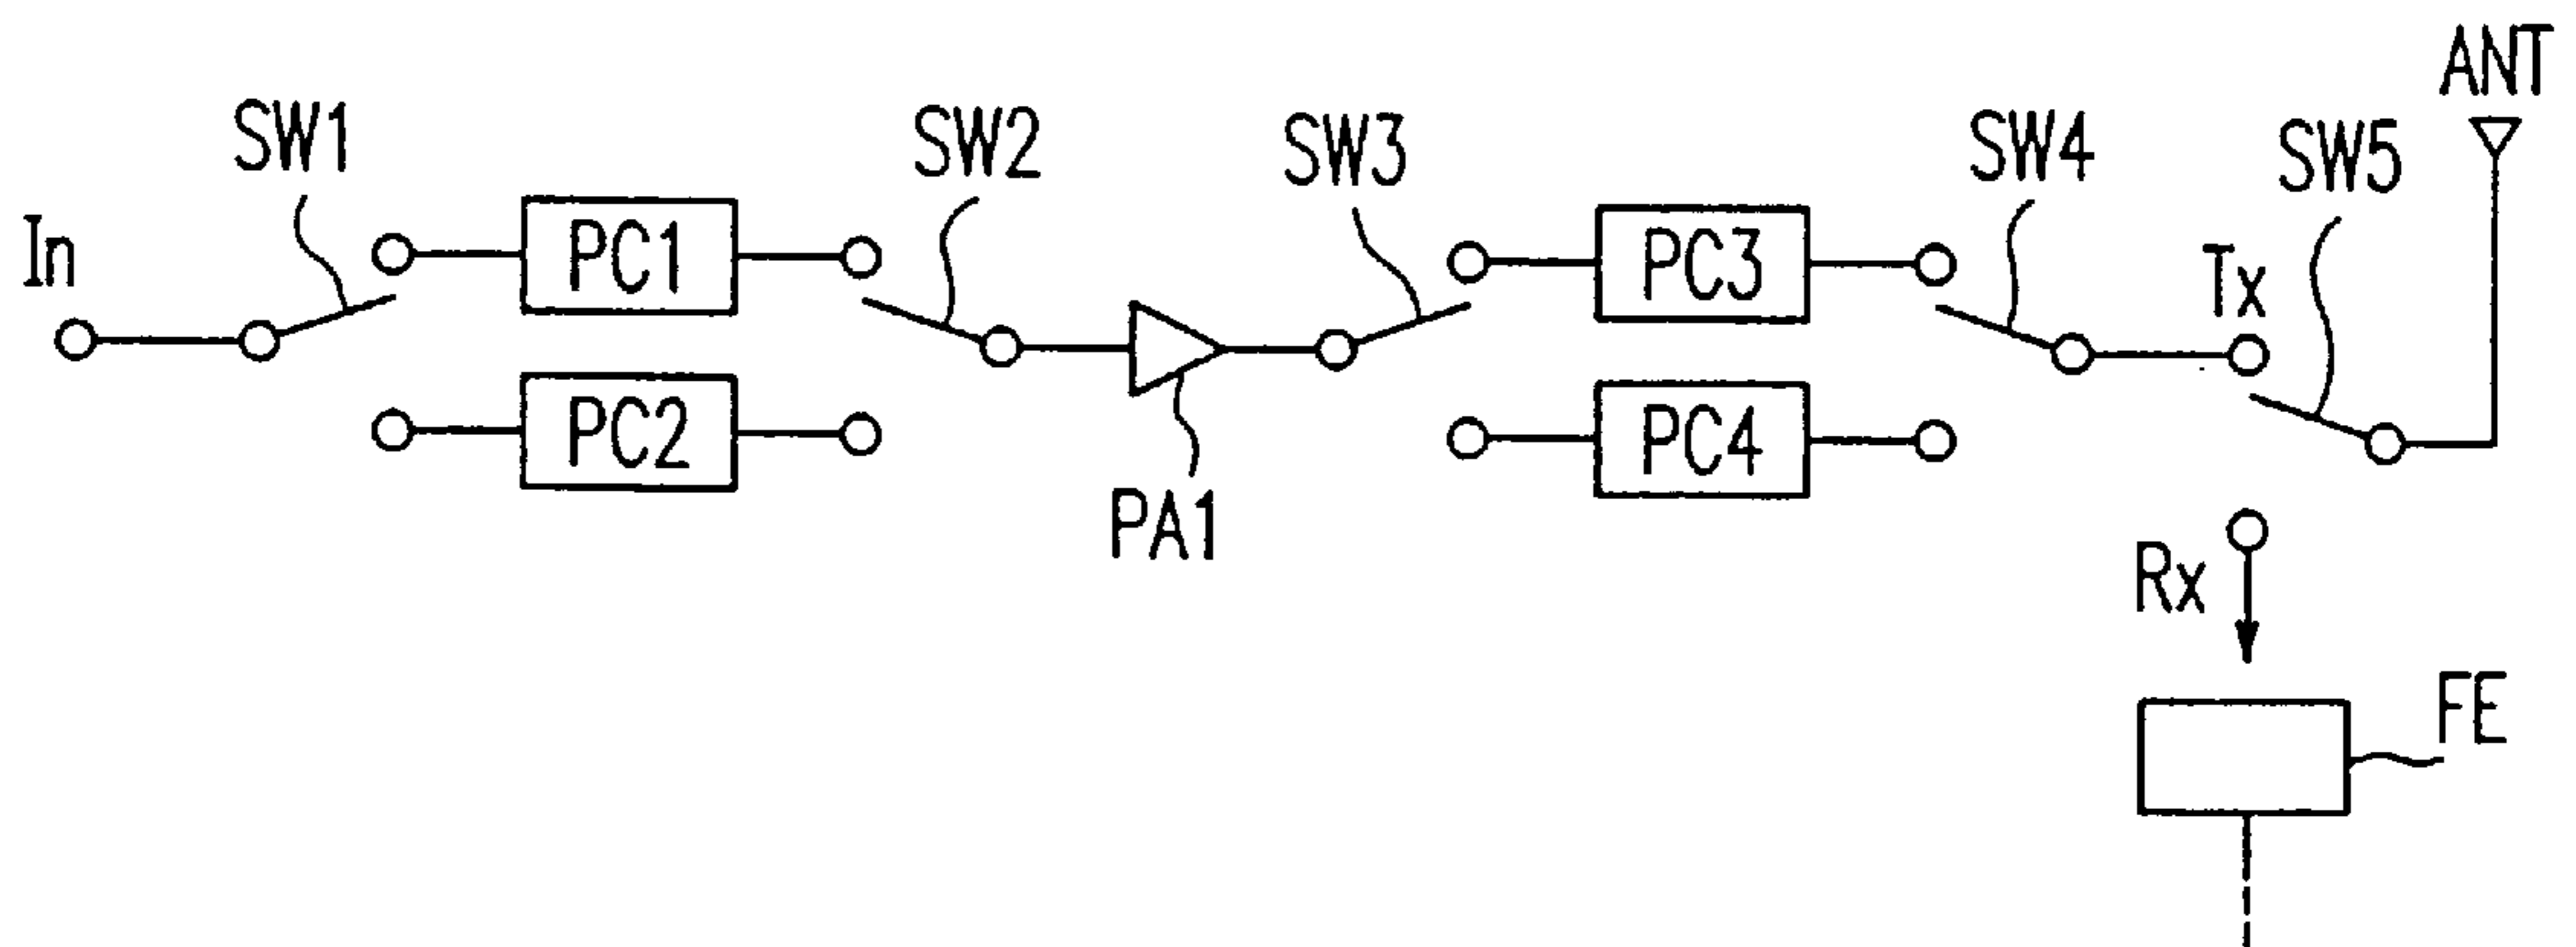 In
SW1
PC1
PC2
SW2
PA1
SW3
PC3
PC4
SW4
Tx
SW5
ANT
Rx
FE